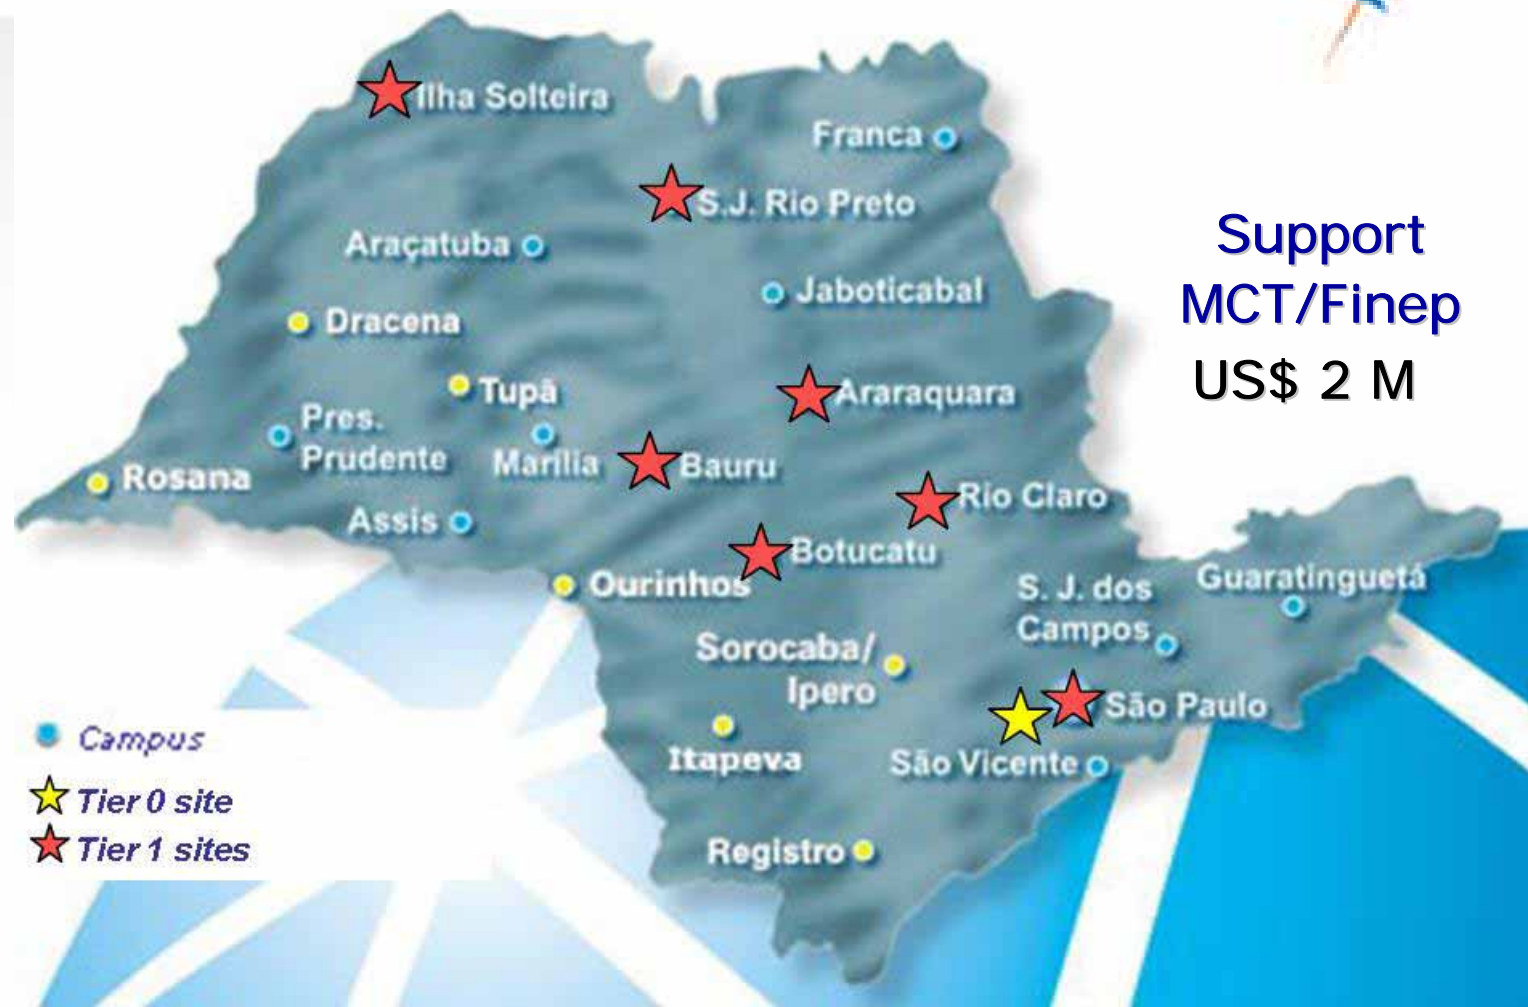 Ilha Solteira
Franca
S.J. Rio Preto
Araçatuba
Jaboticabal
Support
MCT/Finep
US$ 2 M
Dracena
Tupã
Araraquara
Pres.
Prudente
Marília
Bauru
Rosana
Rio Claro
Assis
Botucatu
Ourinhos
S. J. dos
Campos
Guaratinguetá
Sorocaba/
Ipero
São Paulo
Itapeva
São Vicente
Registro
Campus
Tier 0 site
Tier 1 sites